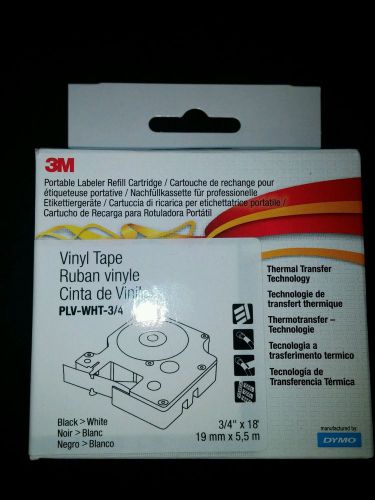 3M
Portable Labeler Refill Cartridge / Cartouche de rechange pour
étiqueteuse portative / Nachfüllkassette für professionelle
Etikettiergeräte / Cartuccia di ricarica per etichettatrice portatile /
Cartucho de Recarga para Rotuladora Portátil
Vinyl Tape
Ruban vinyle
Cinta de Vinilo
PLV-WHT-3/4
Thermal Transfer
Technology
Technologie de
transfert thermique
Thermotransfer –
Technologie
Tecnologia a
trasferimento termico
Tecnología de
Transferencia Térmica
Black > White
Noir > Blanc
Negro > Blanco
3/4" x 18'
19 mm x 5,5 m
manufactured by:
DYMO